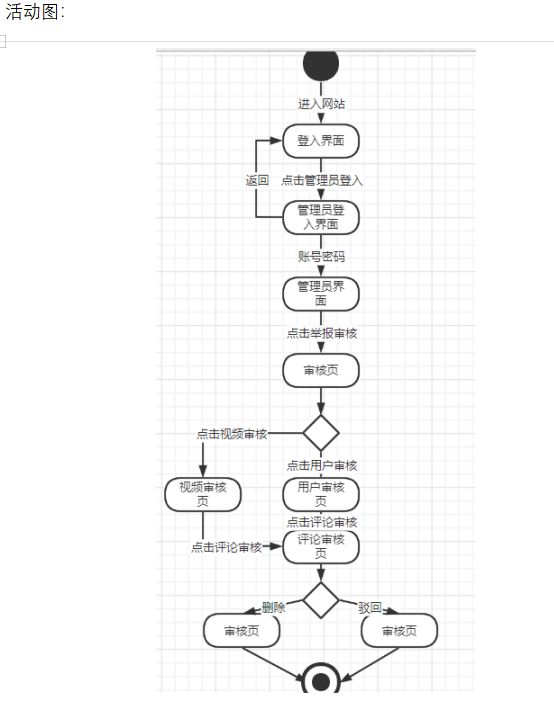 活动图：
进入网站
登入界面
返回
点击管理员登入
管理员登
入界面
账号密码
管理员界
面
点击举报审核
审核页
点击视频审核
点击用户审核
视频审核
页
用户审核
页
点击评论审核
点击评论审核
评论审核
页
删除
驳回
审核页
审核页